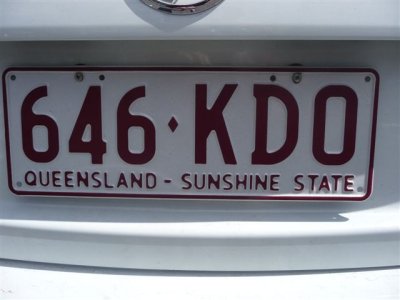 646·KDO
QUEENSLAND - SUNSHINE STATE